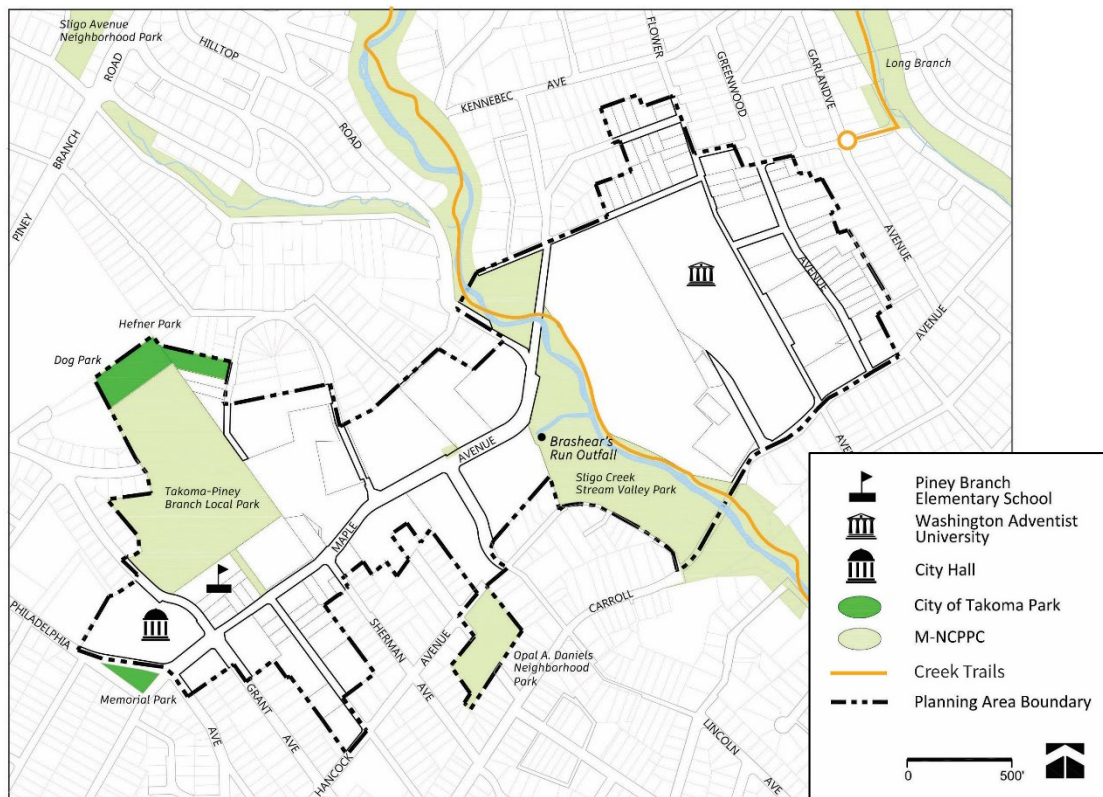 Sligo Avenue
Neighborhood Park
HILLTOP
ROAD
ROAD
BRANCH
PINEY
KENNEBEC AVE
FLOWER
GREENWOOD
GARLANDVE
Long Branch
AVENUE
AVENUE
AVENUE
AVE
Hefner Park
Dog Park
Takoma-Piney
Branch Local Park
MAPLE AVENUE
Brashear's
Run Outfall
Sligo Creek
Stream Valley Park
PHILADELPHIA
Memorial Park
AVE
GRANT
AVE
HANCOCK
SHERMAN
AVE
AVENUE
CARROLL
Opal A. Daniels
Neighborhood
Park
LINCOLN
AVE
Piney Branch
Elementary School
Washington Adventist
University
City Hall
City of Takoma Park
M-NCPPC
Creek Trails
Planning Area Boundary
0 500'